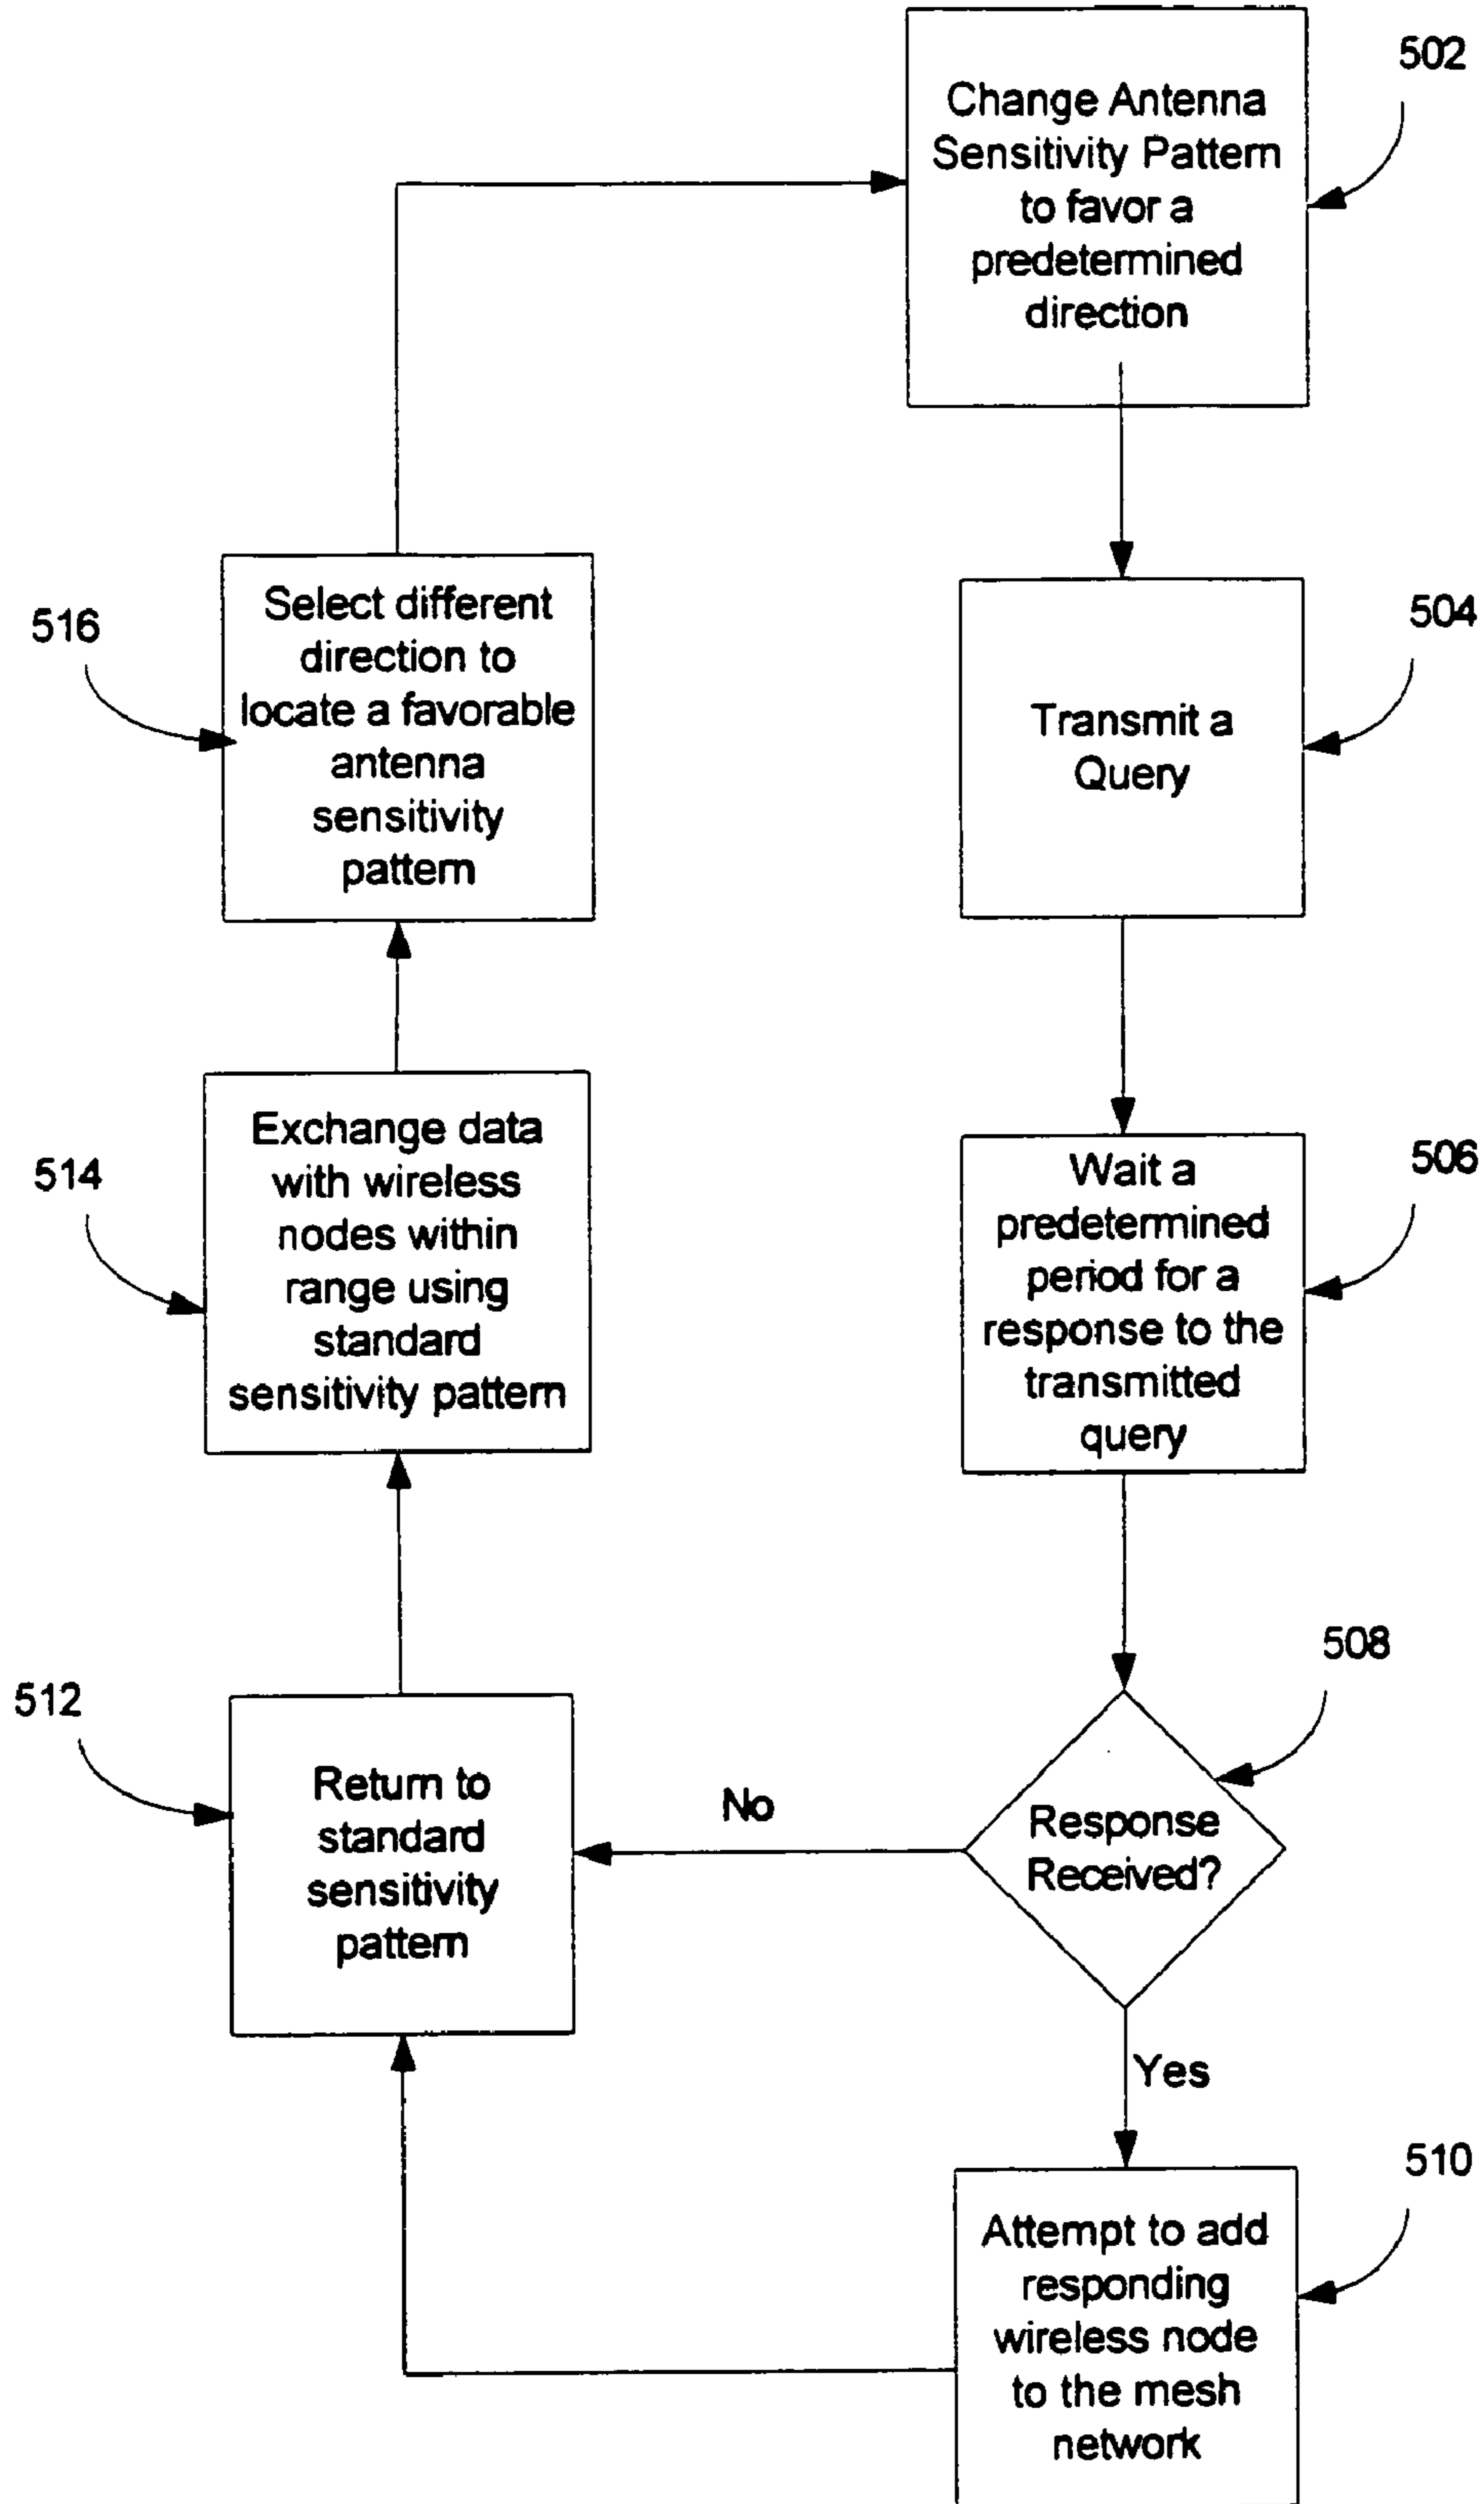 502
Change Antenna
Sensitivity Pattern
to favor a
predetermined
direction
504
Transmit a
Query
506
Wait a
predetermined
period for a
response to the
transmitted
query
508
Response
Received?
No
Yes
510
Attempt to add
responding
wireless node
to the mesh
network
512
Return to
standard
sensitivity
pattern
514
Exchange data
with wireless
nodes within
range using
standard
sensitivity pattern
516
Select different
direction to
locate a favorable
antenna
sensitivity
pattern